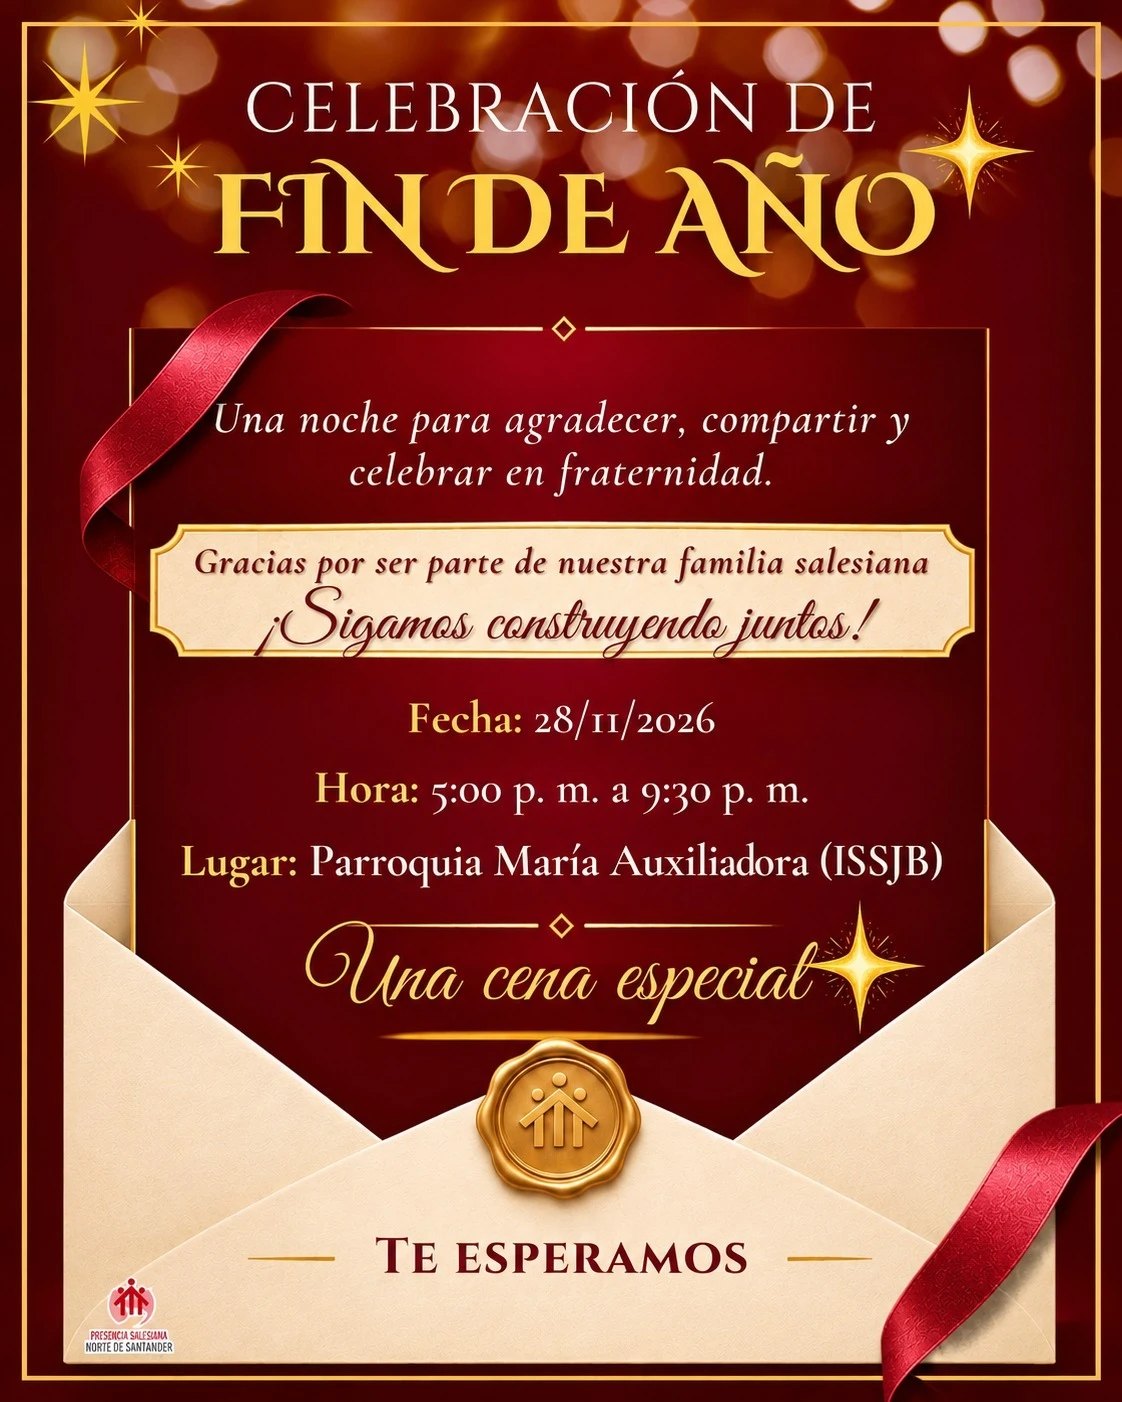 CELEBRACIÓN DE
FIN DE AÑO
Una noche para agradecer, compartir y
celebrar en fraternidad.
Gracias por ser parte de nuestra familia salesiana
¡Sigamos construyendo juntos!
Fecha: 28/11/2026
Hora: 5:00 p. m. a 9:30 p. m.
Lugar: Parroquia María Auxiliadora (ISSJB)
Una cena especial
TE ESPERAMOS
PRESENCIA SALESIANA
NORTE DE SANTANDER